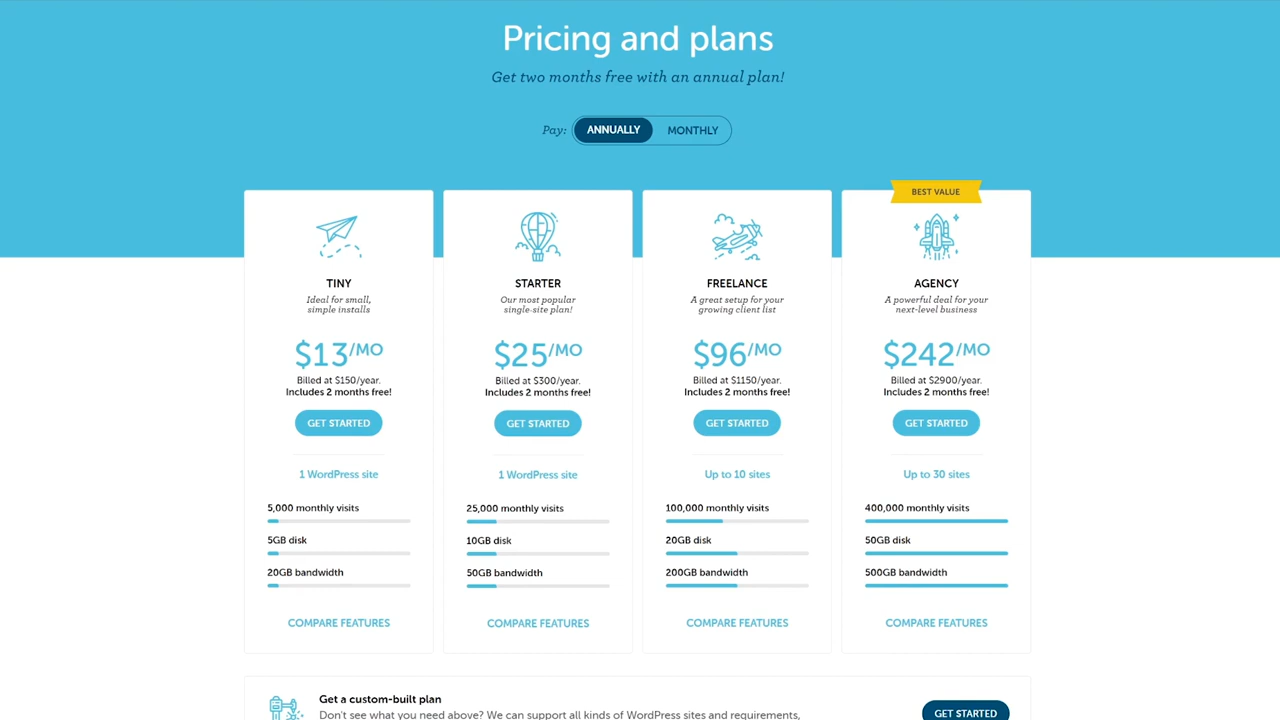 Pricing and plans
Get two months free with an annual plan!
Pay: ANNUALLY MONTHLY
BEST VALUE
TINY
Ideal for small,
simple installs
$13/MO
Billed at $150/year.
Includes 2 months free!
GET STARTED
1 WordPress site
5,000 monthly visits
5GB disk
20GB bandwidth
COMPARE FEATURES
STARTER
Our most popular
single-site plan!
$25/MO
Billed at $300/year.
Includes 2 months free!
GET STARTED
1 WordPress site
25,000 monthly visits
10GB disk
50GB bandwidth
COMPARE FEATURES
FREELANCE
A great setup for your
growing client list
$96/MO
Billed at $1150/year.
Includes 2 months free!
GET STARTED
Up to 10 sites
100,000 monthly visits
20GB disk
200GB bandwidth
COMPARE FEATURES
AGENCY
A powerful deal for your
next-level business
$242/MO
Billed at $2900/year.
Includes 2 months free!
GET STARTED
Up to 30 sites
400,000 monthly visits
50GB disk
500GB bandwidth
COMPARE FEATURES
Get a custom-built plan
Don't see what you need above? We can support all kinds of WordPress sites and requirements,
GET STARTED